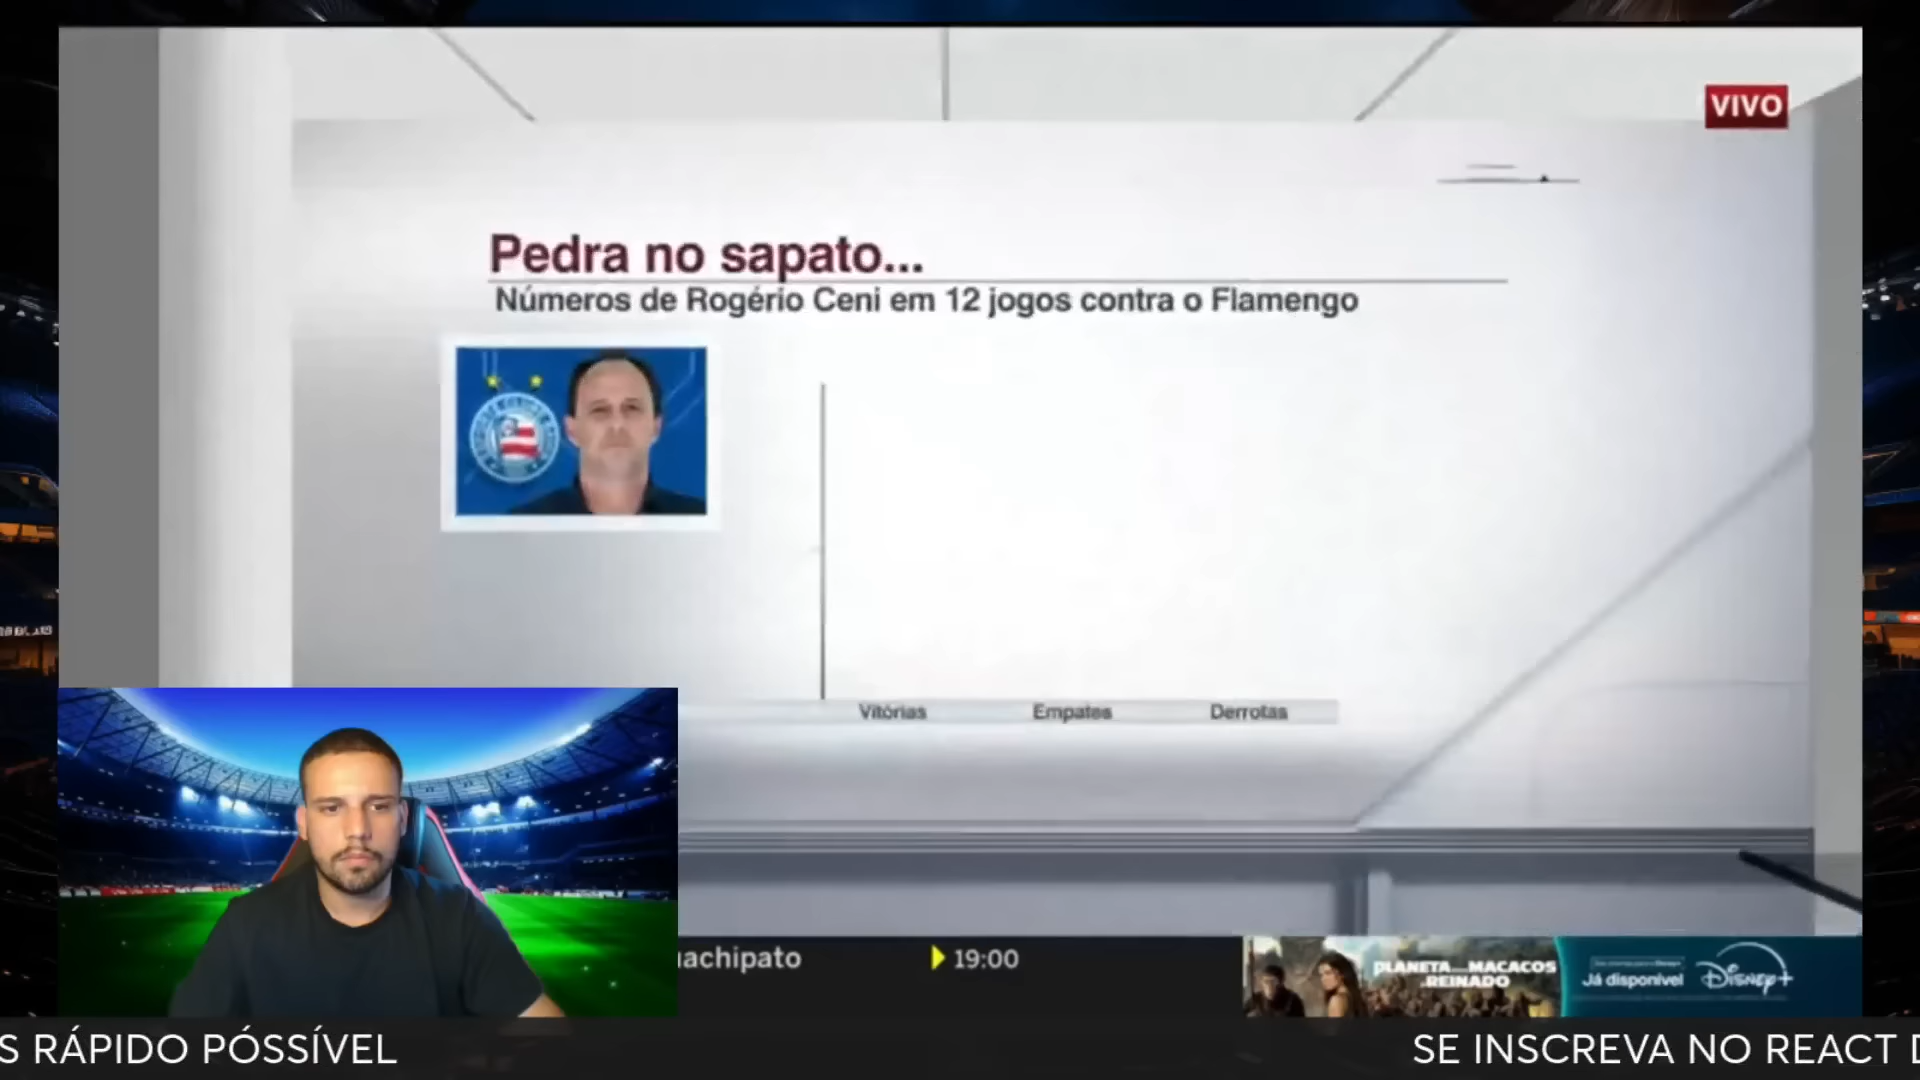 VIVO
Pedra no sapato...
Números de Rogério Ceni em 12 jogos contra o Flamengo
Vitórias Empates Derrotas
achipato 19:00
PLANETA DOS MACACOS
O REINADO
Já disponível Disney+
S RÁPIDO PÓSSÍVEL
SE INSCREVA NO REACT D